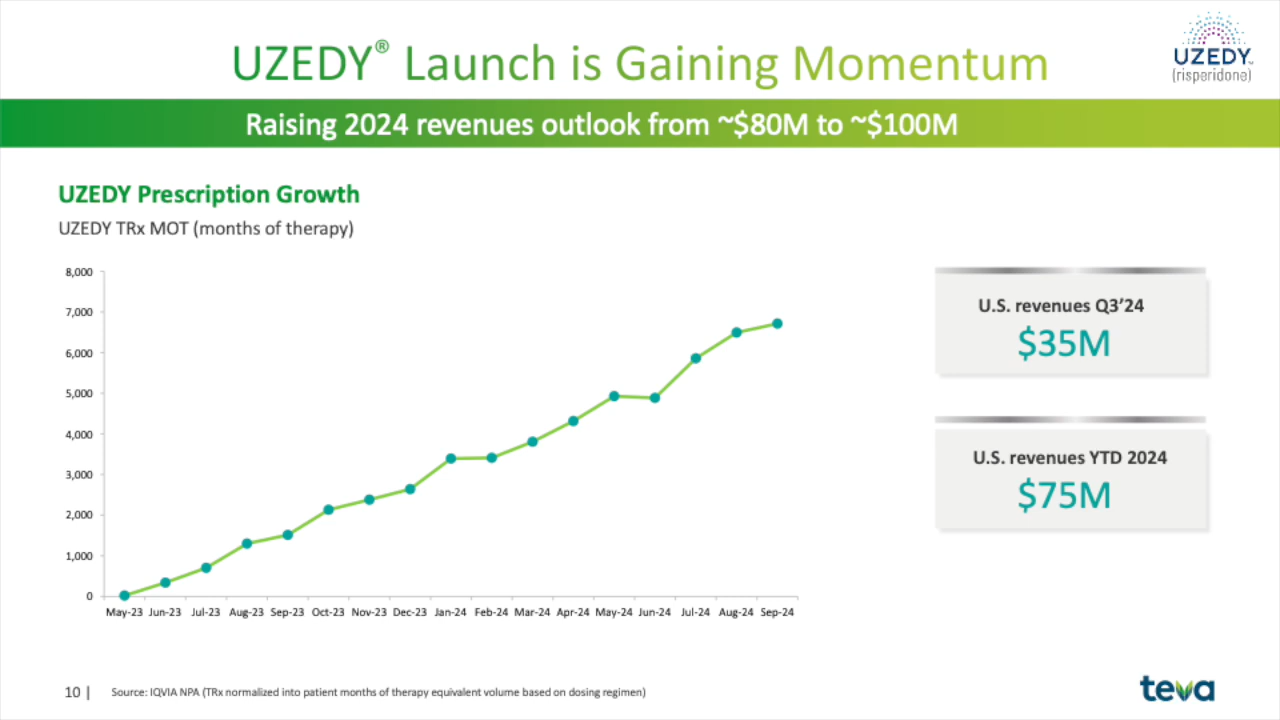 UZEDY® Launch is Gaining Momentum
UZEDY™
(risperidone)
Raising 2024 revenues outlook from ~$80M to ~$100M
UZEDY Prescription Growth
UZEDY TRx MOT (months of therapy)
8,000
7,000
6,000
5,000
4,000
3,000
2,000
1,000
0
May-23 Jun-23 Jul-23 Aug-23 Sep-23 Oct-23 Nov-23 Dec-23 Jan-24 Feb-24 Mar-24 Apr-24 May-24 Jun-24 Jul-24 Aug-24 Sep-24
U.S. revenues Q3’24
$35M
U.S. revenues YTD 2024
$75M
10 | Source: IQVIA NPA (TRx normalized into patient months of therapy equivalent volume based on dosing regimen)
teva